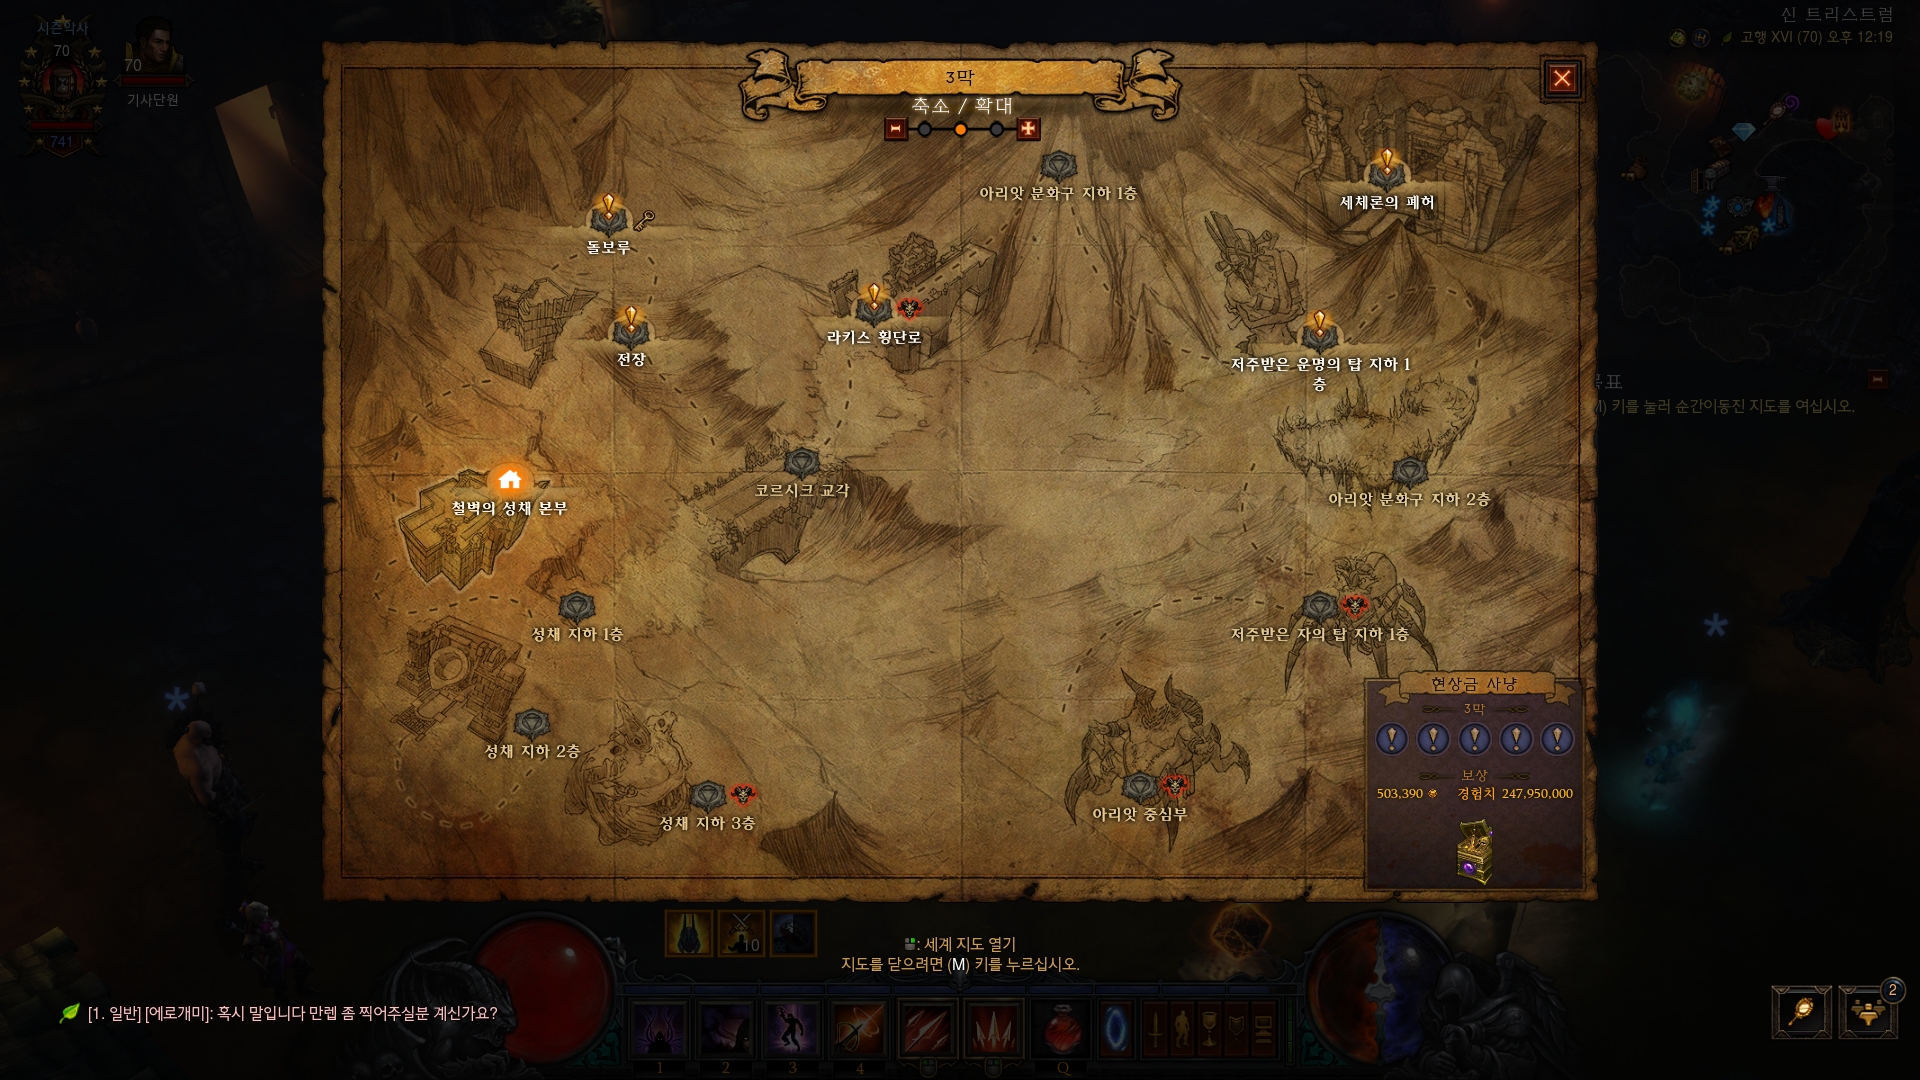 시즌악사
70
741
70
기사단원
신 트리스트럼
고행 XVI (70) 오후 12:19
3막
축소 / 확대
아리앗 분화구 지하 1층
세체론의 폐허
돌보루
라키스 횡단로
전장
저주받은 운명의 탑 지하 1
층
목표
키를 눌러 순간이동진 지도를 여십시오.
코르시크 교각
아리앗 분화구 지하 2층
철벽의 성채 본부
성채 지하 1층
저주받은 자의 탑 지하 1층
성채 지하 2층
성채 지하 3층
아리앗 중심부
현상금 사냥
3막
보상
503,390 경험치 247,950,000
10
: 세계 지도 열기
지도를 닫으려면 (M) 키를 누르십시오.
[1. 일반] [에로개미]: 혹시 말입니다 만렙 좀 찍어주실분 계신가요?
2
1 2 3 4 Q